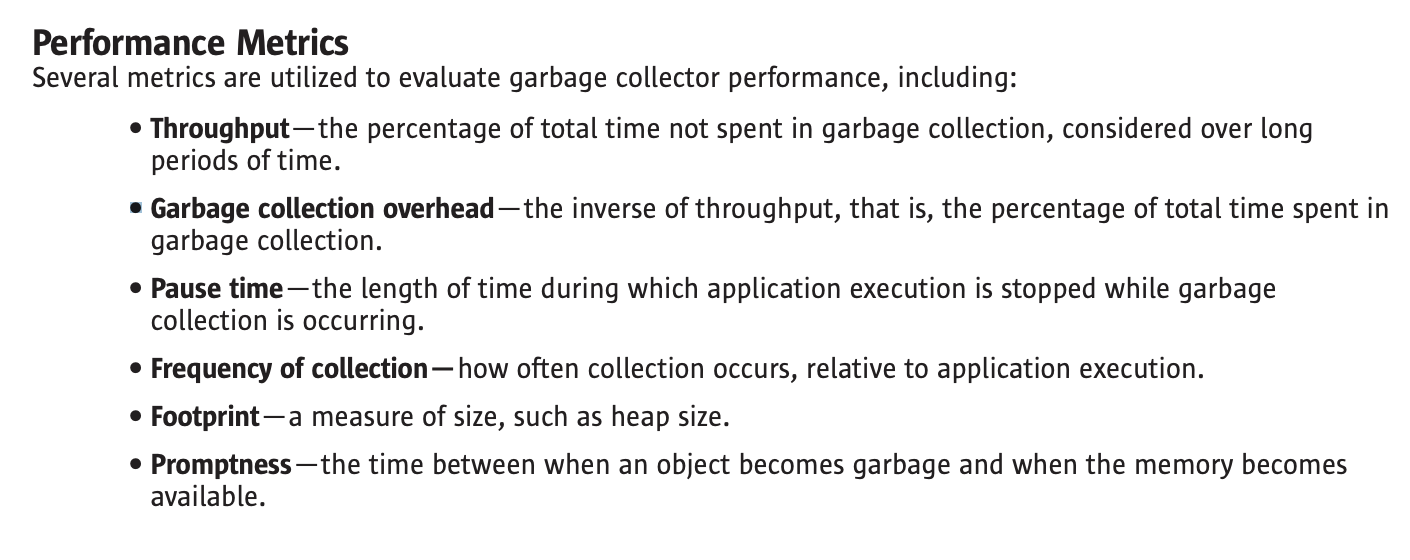 Performance Metrics
Several metrics are utilized to evaluate garbage collector performance, including:
• Throughput—the percentage of total time not spent in garbage collection, considered over long
periods of time.
• Garbage collection overhead—the inverse of throughput, that is, the percentage of total time spent in
garbage collection.
• Pause time—the length of time during which application execution is stopped while garbage
collection is occurring.
• Frequency of collection—how often collection occurs, relative to application execution.
• Footprint—a measure of size, such as heap size.
• Promptness—the time between when an object becomes garbage and when the memory becomes
available.